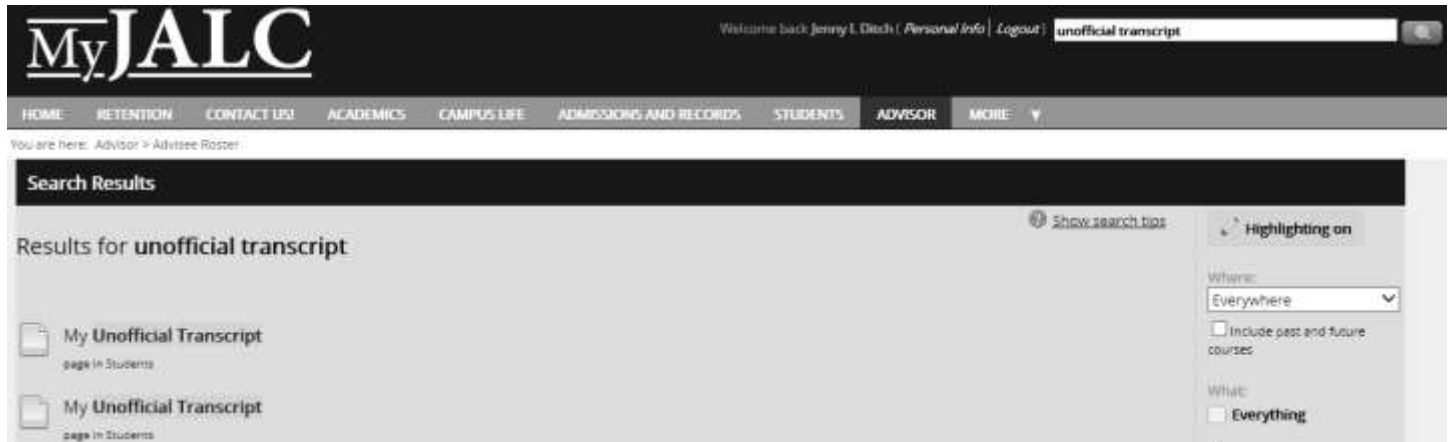 MyJALC
Welcome back Jenny L Ditch ( Personal Info | Logout )
unofficial transcript
HOME RETENTION CONTACT US! ACADEMICS CAMPUS LIFE ADMISSIONS AND RECORDS STUDENTS ADVISOR MORE
You are here: Advisor > Advisee Roster
Search Results
Show search tips
Results for unofficial transcript
My Unofficial Transcript
page in Students
My Unofficial Transcript
page in Students
Highlighting on
Where:
Everywhere
Include past and future
courses
What:
Everything